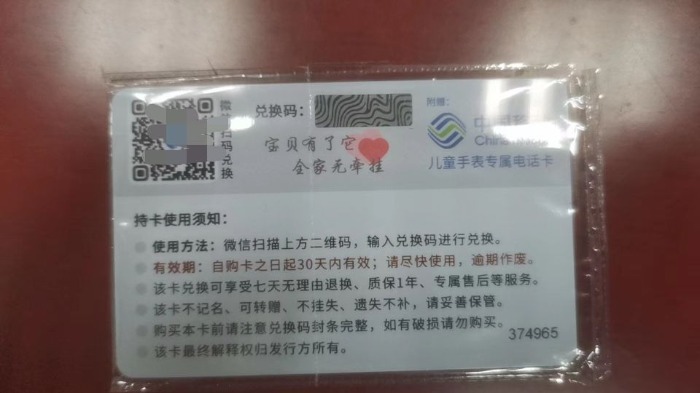 微信扫码兑换
兑换码：
附赠：
宝贝有了它
全家无牵挂
中国移动
China Mobile
儿童手表专属电话卡
持卡使用须知：
使用方法：微信扫描上方二维码，输入兑换码进行兑换。
有效期：自购卡之日起30天内有效；请尽快使用，逾期作废。
该卡兑换可享受七天无理由退换、质保1年、专属售后等服务。
该卡不记名、可转赠、不挂失、遗失不补，请妥善保管。
购买本卡前请注意兑换码封条完整，如有破损请勿购买。
374965
该卡最终解释权归发行方所有。